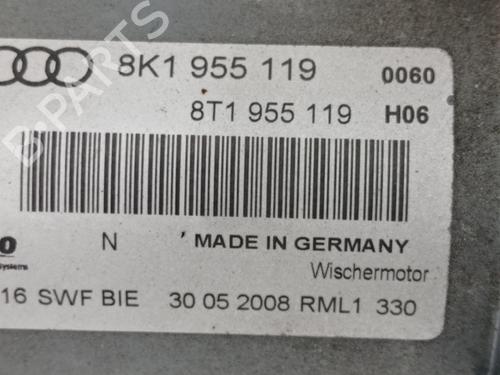 8K1 955 119 0060
8T1 955 119 H06
N ' MADE IN GERMANY
Systems Wischermotor
16 SWF BIE 30 05 2008 RML1 330